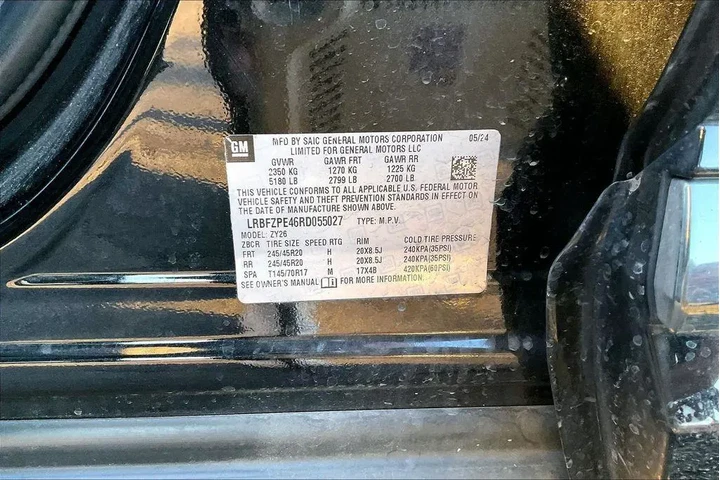 GM
MFD BY SAIC GENERAL MOTORS CORPORATION 05/24
LIMITED FOR GENERAL MOTORS LLC
GVWR GAWR FRT GAWR RR
2350 KG 1270 KG 1225 KG
5180 LB 2799 LB 2700 LB
THIS VEHICLE CONFORMS TO ALL APPLICABLE U.S. FEDERAL MOTOR
VEHICLE SAFETY AND THEFT PREVENTION STANDARDS IN EFFECT ON
THE DATE OF MANUFACTURE SHOWN ABOVE.
LRBFZPE46RD055027 TYPE: M.P.V.
MODEL: ZY26
ZBCR TIRE SIZE SPEED RTG RIM COLD TIRE PRESSURE
FRT 245/45R20 H 20X8.5J 240KPA(35PSI)
RR 245/45R20 H 20X8.5J 240KPA(35PSI)
SPA T145/70R17 M 17X4B 420KPA(60PSI)
SEE OWNER'S MANUAL FOR MORE INFORMATION.